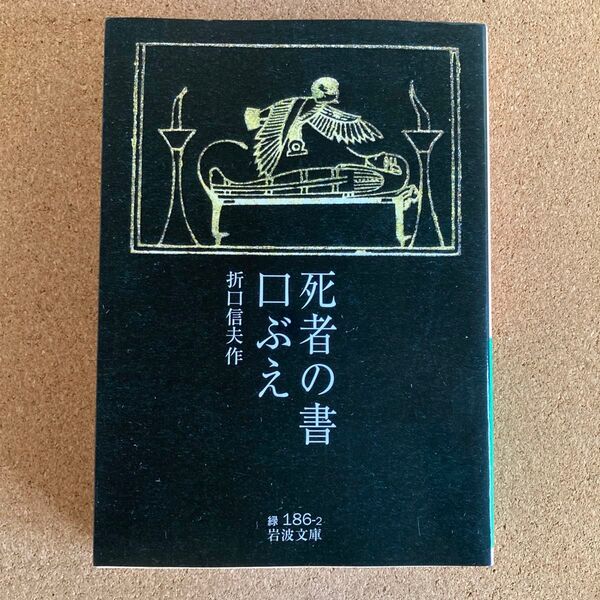 死者の書
口ぶえ
折口信夫作
緑 186-2
岩波文庫